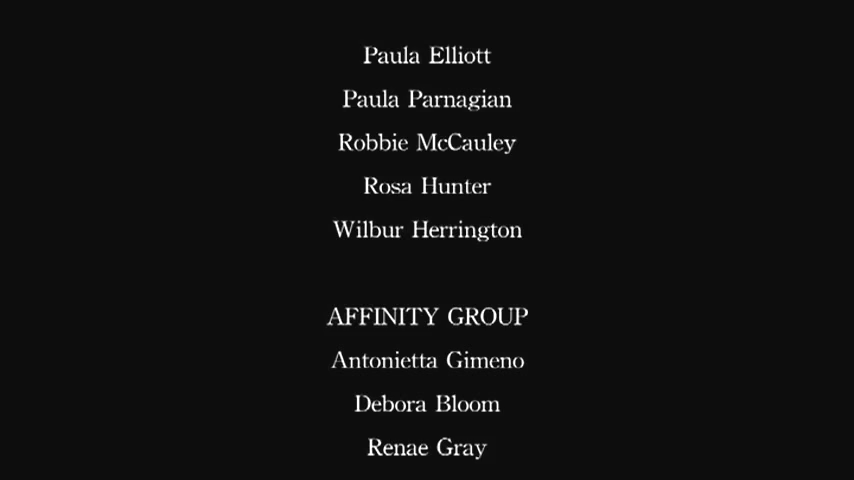 Paula Elliott
Paula Parnagian
Robbie McCauley
Rosa Hunter
Wilbur Herrington
AFFINITY GROUP
Antonietta Gimeno
Debora Bloom
Renae Gray